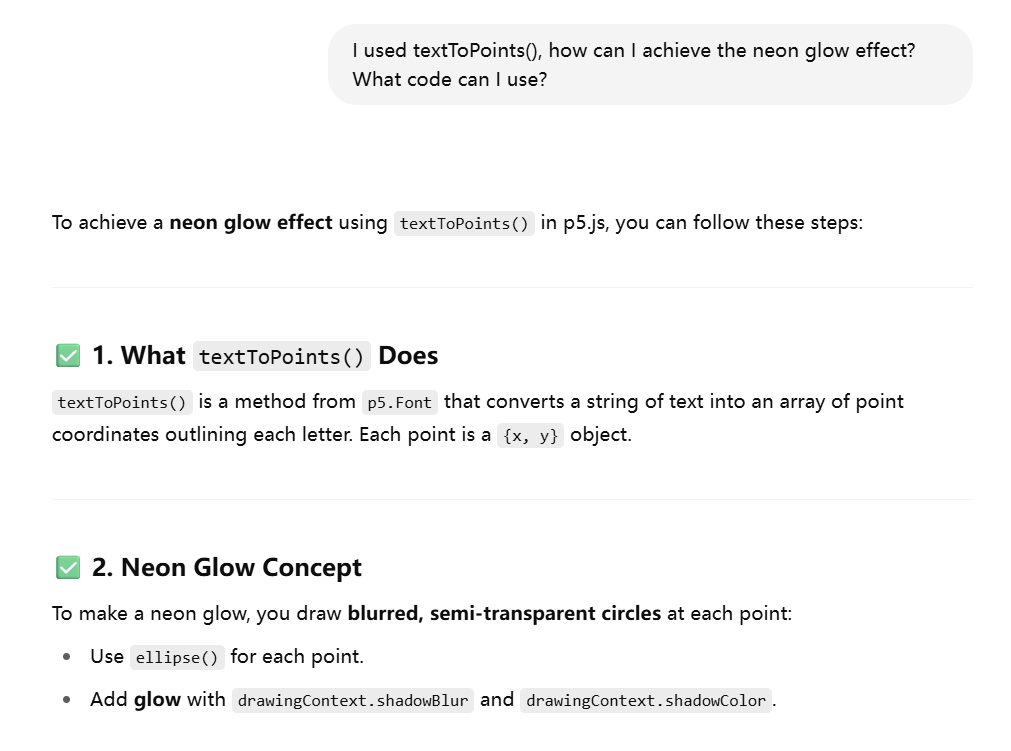 I used textToPoints(), how can I achieve the neon glow effect?
What code can I use?
To achieve a neon glow effect using textToPoints() in p5.js, you can follow these steps:
✅ 1. What textToPoints() Does
textToPoints() is a method from p5.Font that converts a string of text into an array of point
coordinates outlining each letter. Each point is a {x, y} object.
✅ 2. Neon Glow Concept
To make a neon glow, you draw blurred, semi-transparent circles at each point:
• Use ellipse() for each point.
• Add glow with drawingContext.shadowBlur and drawingContext.shadowColor.